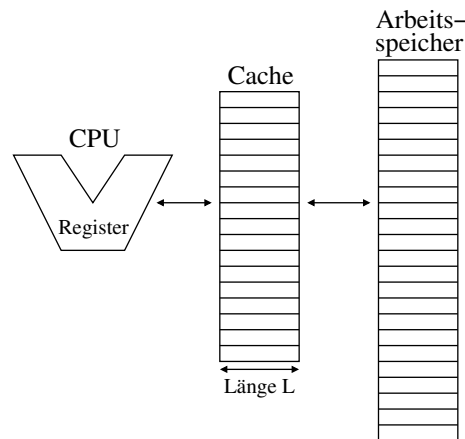 Arbeits–
speicher
Cache
CPU
Register
Länge L